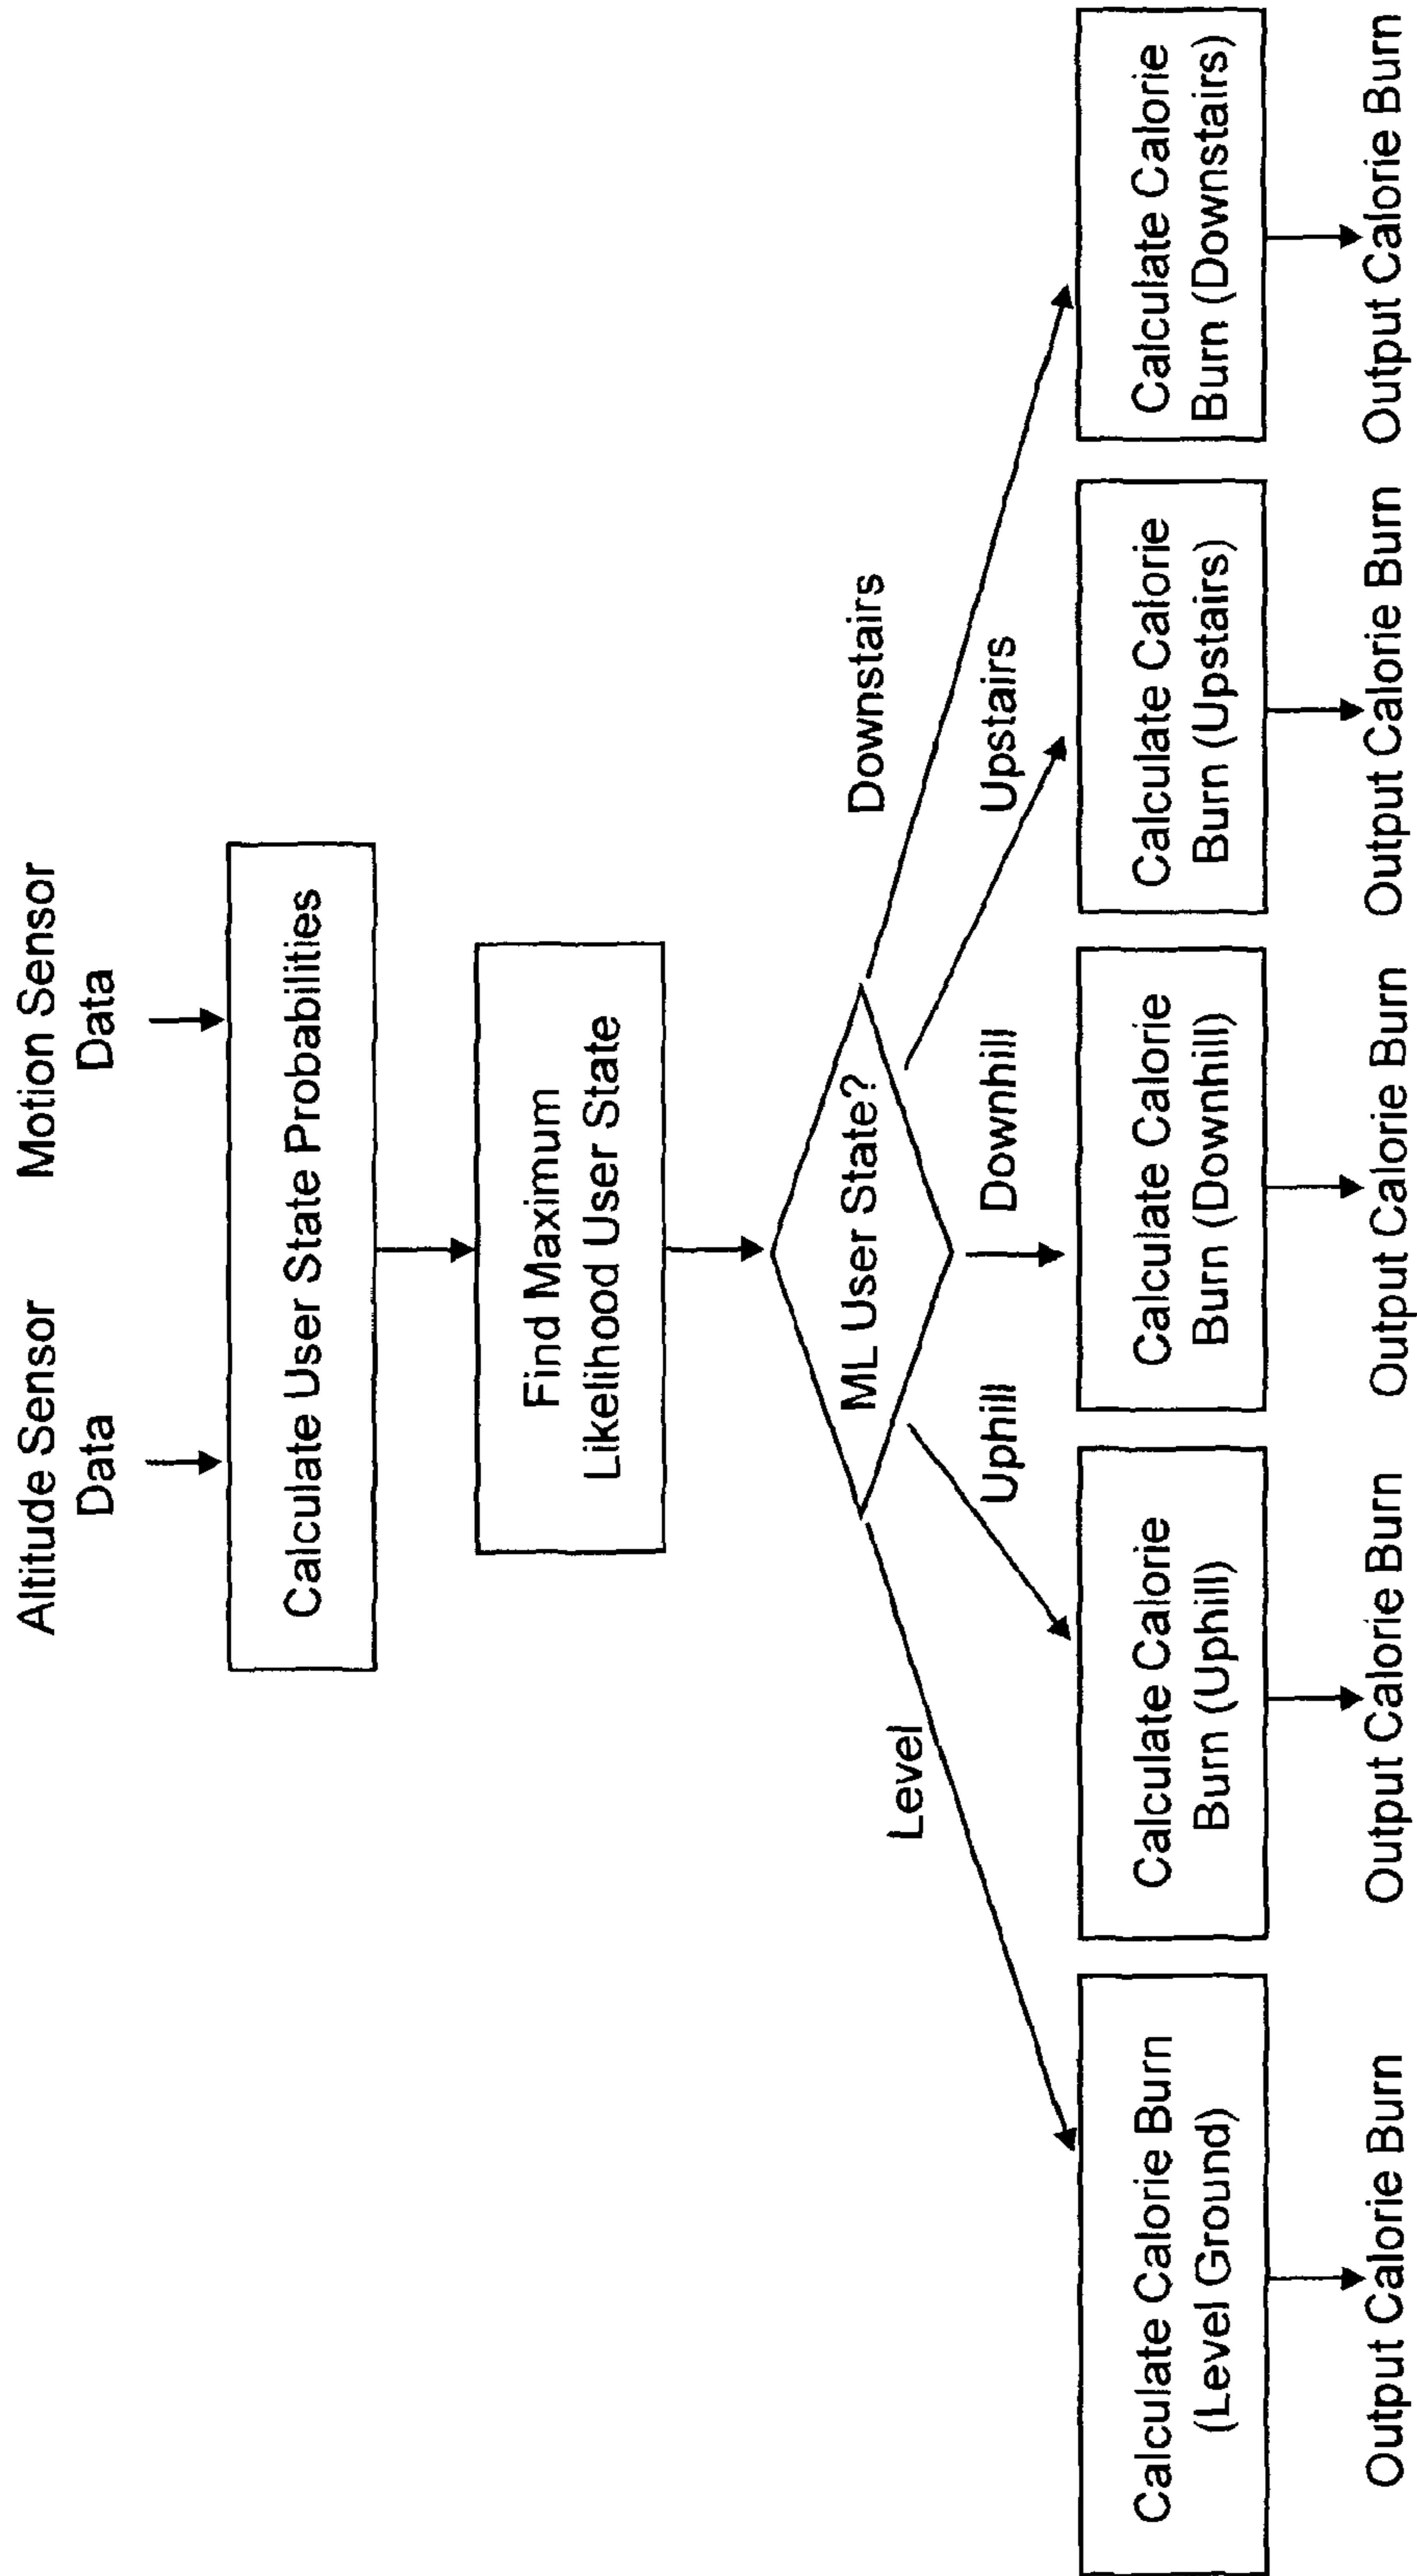 Altitude Sensor
Data
Motion Sensor
Data
Calculate User State Probabilities
Find Maximum
Likelihood User State
ML User State?
Level
Uphill
Downhill
Upstairs
Downstairs
Calculate Calorie Burn
(Level Ground)
Calculate Calorie
Burn (Uphill)
Calculate Calorie
Burn (Downhill)
Calculate Calorie
Burn (Upstairs)
Calculate Calorie
Burn (Downstairs)
Output Calorie Burn
Output Calorie Burn
Output Calorie Burn
Output Calorie Burn
Output Calorie Burn